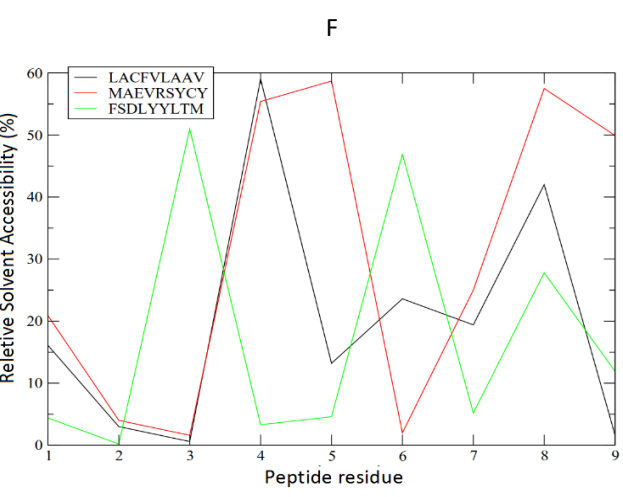 F
LACFVLAAV
MAEVRSYCY
FSDLYYLTM
60
50
40
30
20
10
0
Reletive Solvent Accessibility (%)
1 2 3 4 5 6 7 8 9
Peptide residue